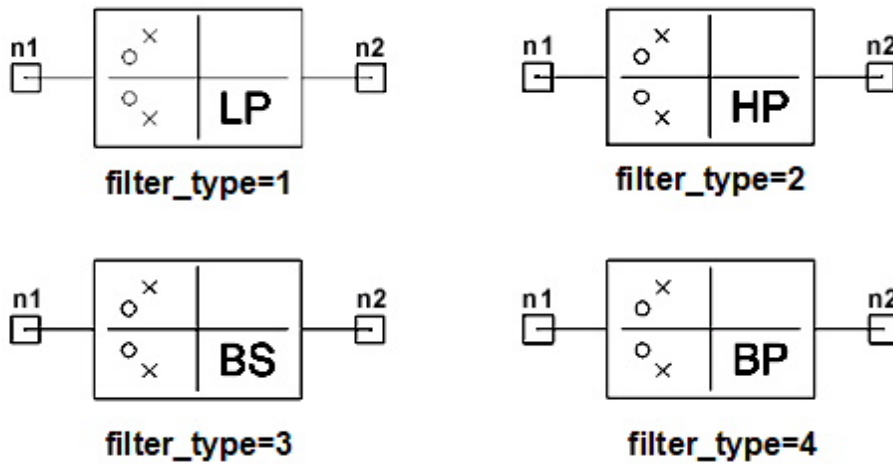 n1 n2 n1 n2
LP HP
filter_type=1 filter_type=2
n1 n2 n1 n2
BS BP
filter_type=3 filter_type=4